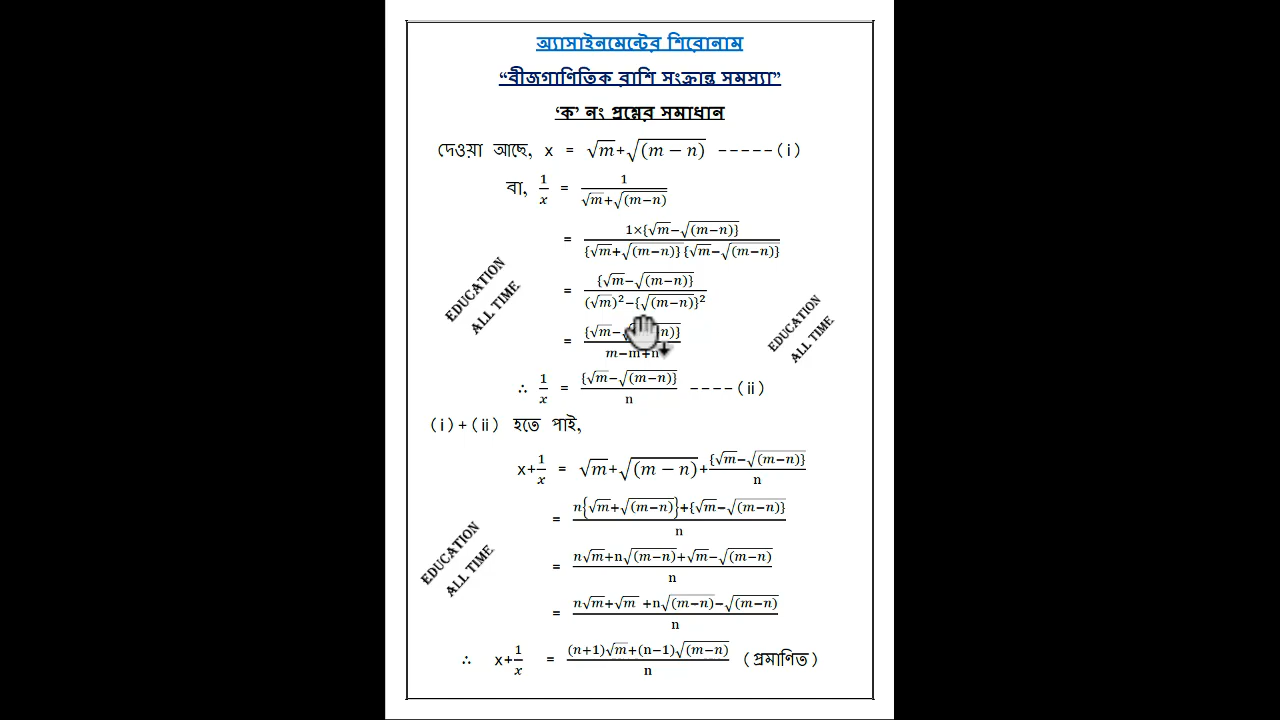 অ্যাসাইনমেন্টের শিরোনাম
“বীজগাণিতিক রাশি সংক্রান্ত সমস্যা”
‘ক’ নং প্রশ্নের সমাধান
দেওয়া আছে, x = √m+√(m − n) -----(i)
বা, 1/x = 1/(√m+√(m−n))
= 1×{√m−√(m−n)}/{√m+√(m−n)}{√m−√(m−n)}
= {√m−√(m−n)}/(√m)²−{√(m−n)}²
= {√m−√ n)}/m−m+n
∴ 1/x = {√m−√(m−n)}/n ----(ii)
(i)+(ii) হতে পাই,
x+1/x = √m+√(m − n)+{√m−√(m−n)}/n
= n{√m+√(m−n)}+{√m−√(m−n)}/n
= n√m+n√(m−n)+√m−√(m−n)/n
= n√m+√m +n√(m−n)−√(m−n)/n
∴ x+1/x = (n+1)√m+(n−1)√(m−n)/n (প্রমাণিত)
EDUCATION
ALL TIME
EDUCATION
ALL TIME
EDUCATION
ALL TIME